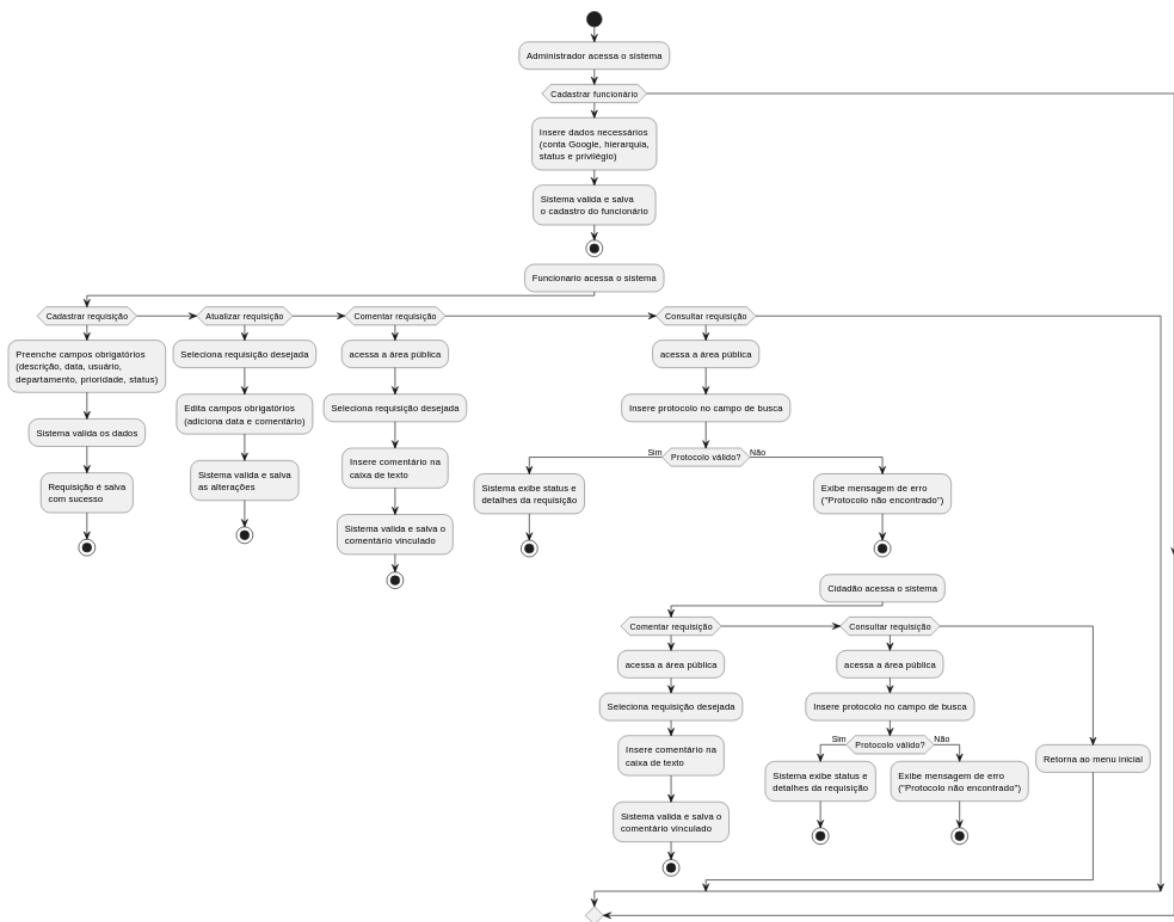 Administrador acessa o sistema
Cadastrar funcionário
Insere dados necessários
(conta Google, hierarquia,
status e privilégio)
Sistema valida e salva
o cadastro do funcionário
Funcionario acessa o sistema
Cadastrar requisição
Atualizar requisição
Comentar requisição
Consultar requisição
Preenche campos obrigatórios
(descrição, data, usuário,
departamento, prioridade, status)
Sistema valida os dados
Requisição é salva
com sucesso
Seleciona requisição desejada
Edita campos obrigatórios
(adiciona data e comentário)
Sistema valida e salva
as alterações
acessa a área pública
Seleciona requisição desejada
Insere comentário na
caixa de texto
Sistema valida e salva o
comentário vinculado
acessa a área pública
Insere protocolo no campo de busca
Sim
Protocolo válido?
Não
Sistema exibe status e
detalhes da requisição
Exibe mensagem de erro
("Protocolo não encontrado")
Cidadão acessa o sistema
Comentar requisição
Consultar requisição
acessa a área pública
Seleciona requisição desejada
Insere comentário na
caixa de texto
Sistema valida e salva o
comentário vinculado
acessa a área pública
Insere protocolo no campo de busca
Sim
Protocolo válido?
Não
Sistema exibe status e
detalhes da requisição
Exibe mensagem de erro
("Protocolo não encontrado")
Retorna ao menu inicial